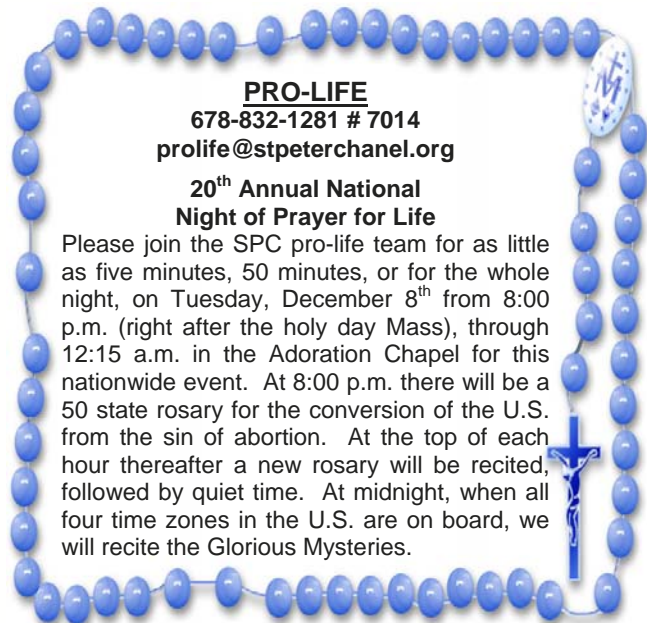 PRO-LIFE
678-832-1281 # 7014
prolife@stpeterchanel.org
20th Annual National
Night of Prayer for Life
Please join the SPC pro-life team for as little
as five minutes, 50 minutes, or for the whole
night, on Tuesday, December 8th from 8:00
p.m. (right after the holy day Mass), through
12:15 a.m. in the Adoration Chapel for this
nationwide event. At 8:00 p.m. there will be a
50 state rosary for the conversion of the U.S.
from the sin of abortion. At the top of each
hour thereafter a new rosary will be recited,
followed by quiet time. At midnight, when all
four time zones in the U.S. are on board, we
will recite the Glorious Mysteries.
M